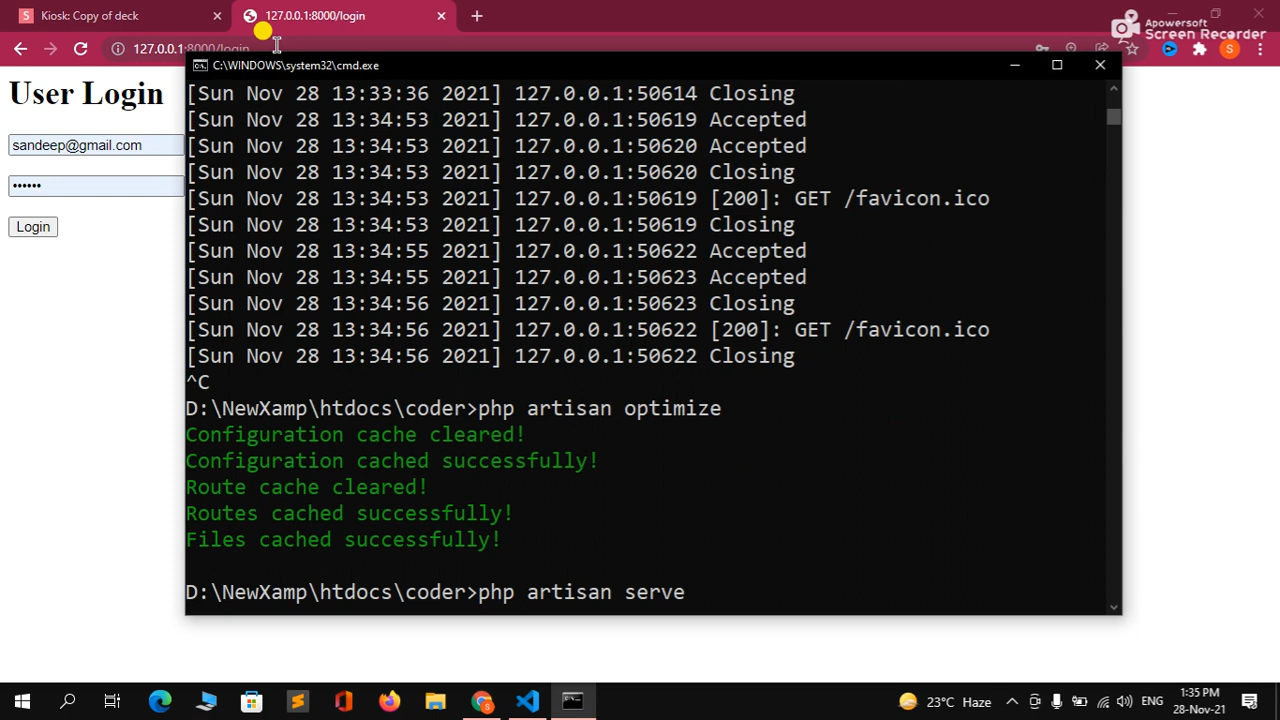 Kiosk: Copy of deck
127.0.0.1:8000/login
Apowersoft
Screen Recorder
127.0.0.1:8000/login
S
C:\WINDOWS\system32\cmd.exe
User Login
sandeep@gmail.com
••••••
Login
[Sun Nov 28 13:33:36 2021] 127.0.0.1:50614 Closing
[Sun Nov 28 13:34:53 2021] 127.0.0.1:50619 Accepted
[Sun Nov 28 13:34:53 2021] 127.0.0.1:50620 Accepted
[Sun Nov 28 13:34:53 2021] 127.0.0.1:50620 Closing
[Sun Nov 28 13:34:53 2021] 127.0.0.1:50619 [200]: GET /favicon.ico
[Sun Nov 28 13:34:53 2021] 127.0.0.1:50619 Closing
[Sun Nov 28 13:34:55 2021] 127.0.0.1:50622 Accepted
[Sun Nov 28 13:34:55 2021] 127.0.0.1:50623 Accepted
[Sun Nov 28 13:34:56 2021] 127.0.0.1:50623 Closing
[Sun Nov 28 13:34:56 2021] 127.0.0.1:50622 [200]: GET /favicon.ico
[Sun Nov 28 13:34:56 2021] 127.0.0.1:50622 Closing
^C
D:\NewXamp\htdocs\coder>php artisan optimize
Configuration cache cleared!
Configuration cached successfully!
Route cache cleared!
Routes cached successfully!
Files cached successfully!
D:\NewXamp\htdocs\coder>php artisan serve
23°C Haze
ENG
1:35 PM
28-Nov-21